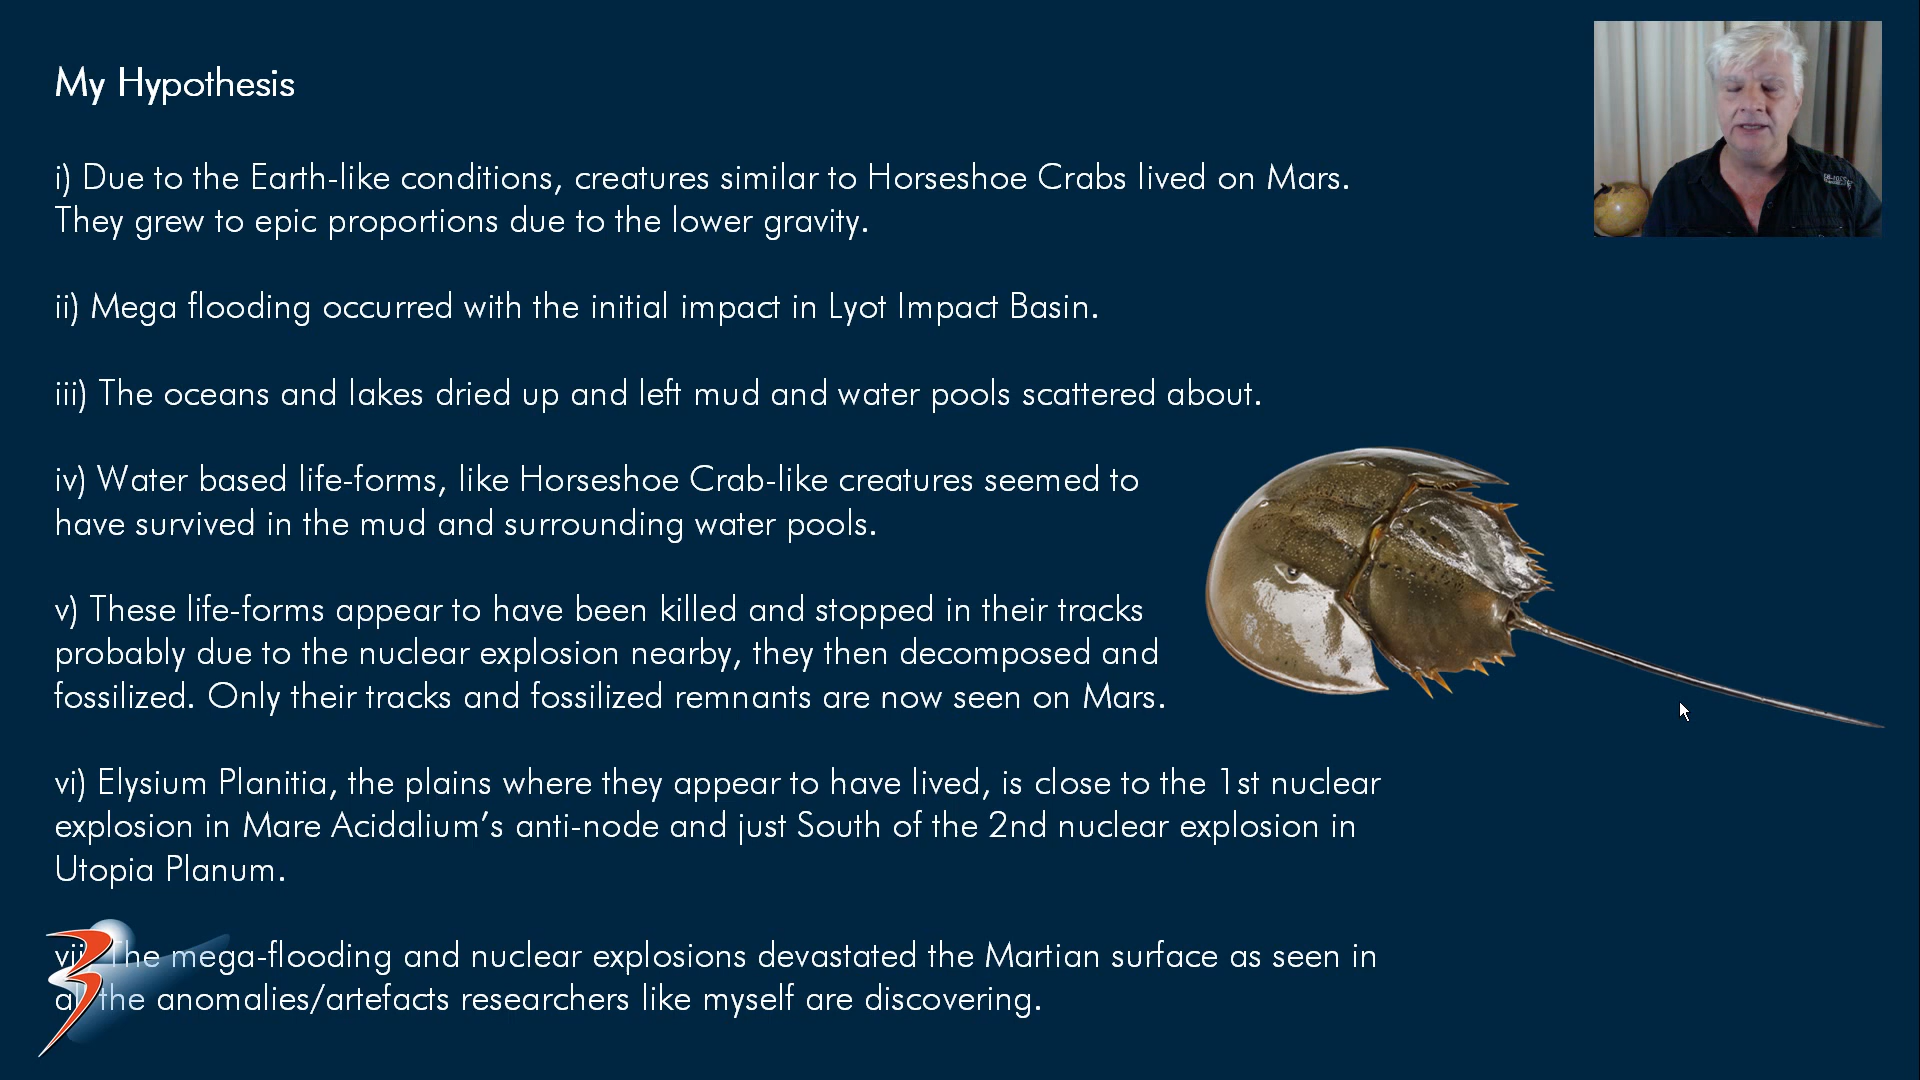 My Hypothesis
i) Due to the Earth-like conditions, creatures similar to Horseshoe Crabs lived on Mars.
They grew to epic proportions due to the lower gravity.
ii) Mega flooding occurred with the initial impact in Lyot Impact Basin.
iii) The oceans and lakes dried up and left mud and water pools scattered about.
iv) Water based life-forms, like Horseshoe Crab-like creatures seemed to
have survived in the mud and surrounding water pools.
v) These life-forms appear to have been killed and stopped in their tracks
probably due to the nuclear explosion nearby, they then decomposed and
fossilized. Only their tracks and fossilized remnants are now seen on Mars.
vi) Elysium Planitia, the plains where they appear to have lived, is close to the 1st nuclear
explosion in Mare Acidalium’s anti-node and just South of the 2nd nuclear explosion in
Utopia Planum.
vii) The mega-flooding and nuclear explosions devastated the Martian surface as seen in
all the anomalies/artefacts researchers like myself are discovering.